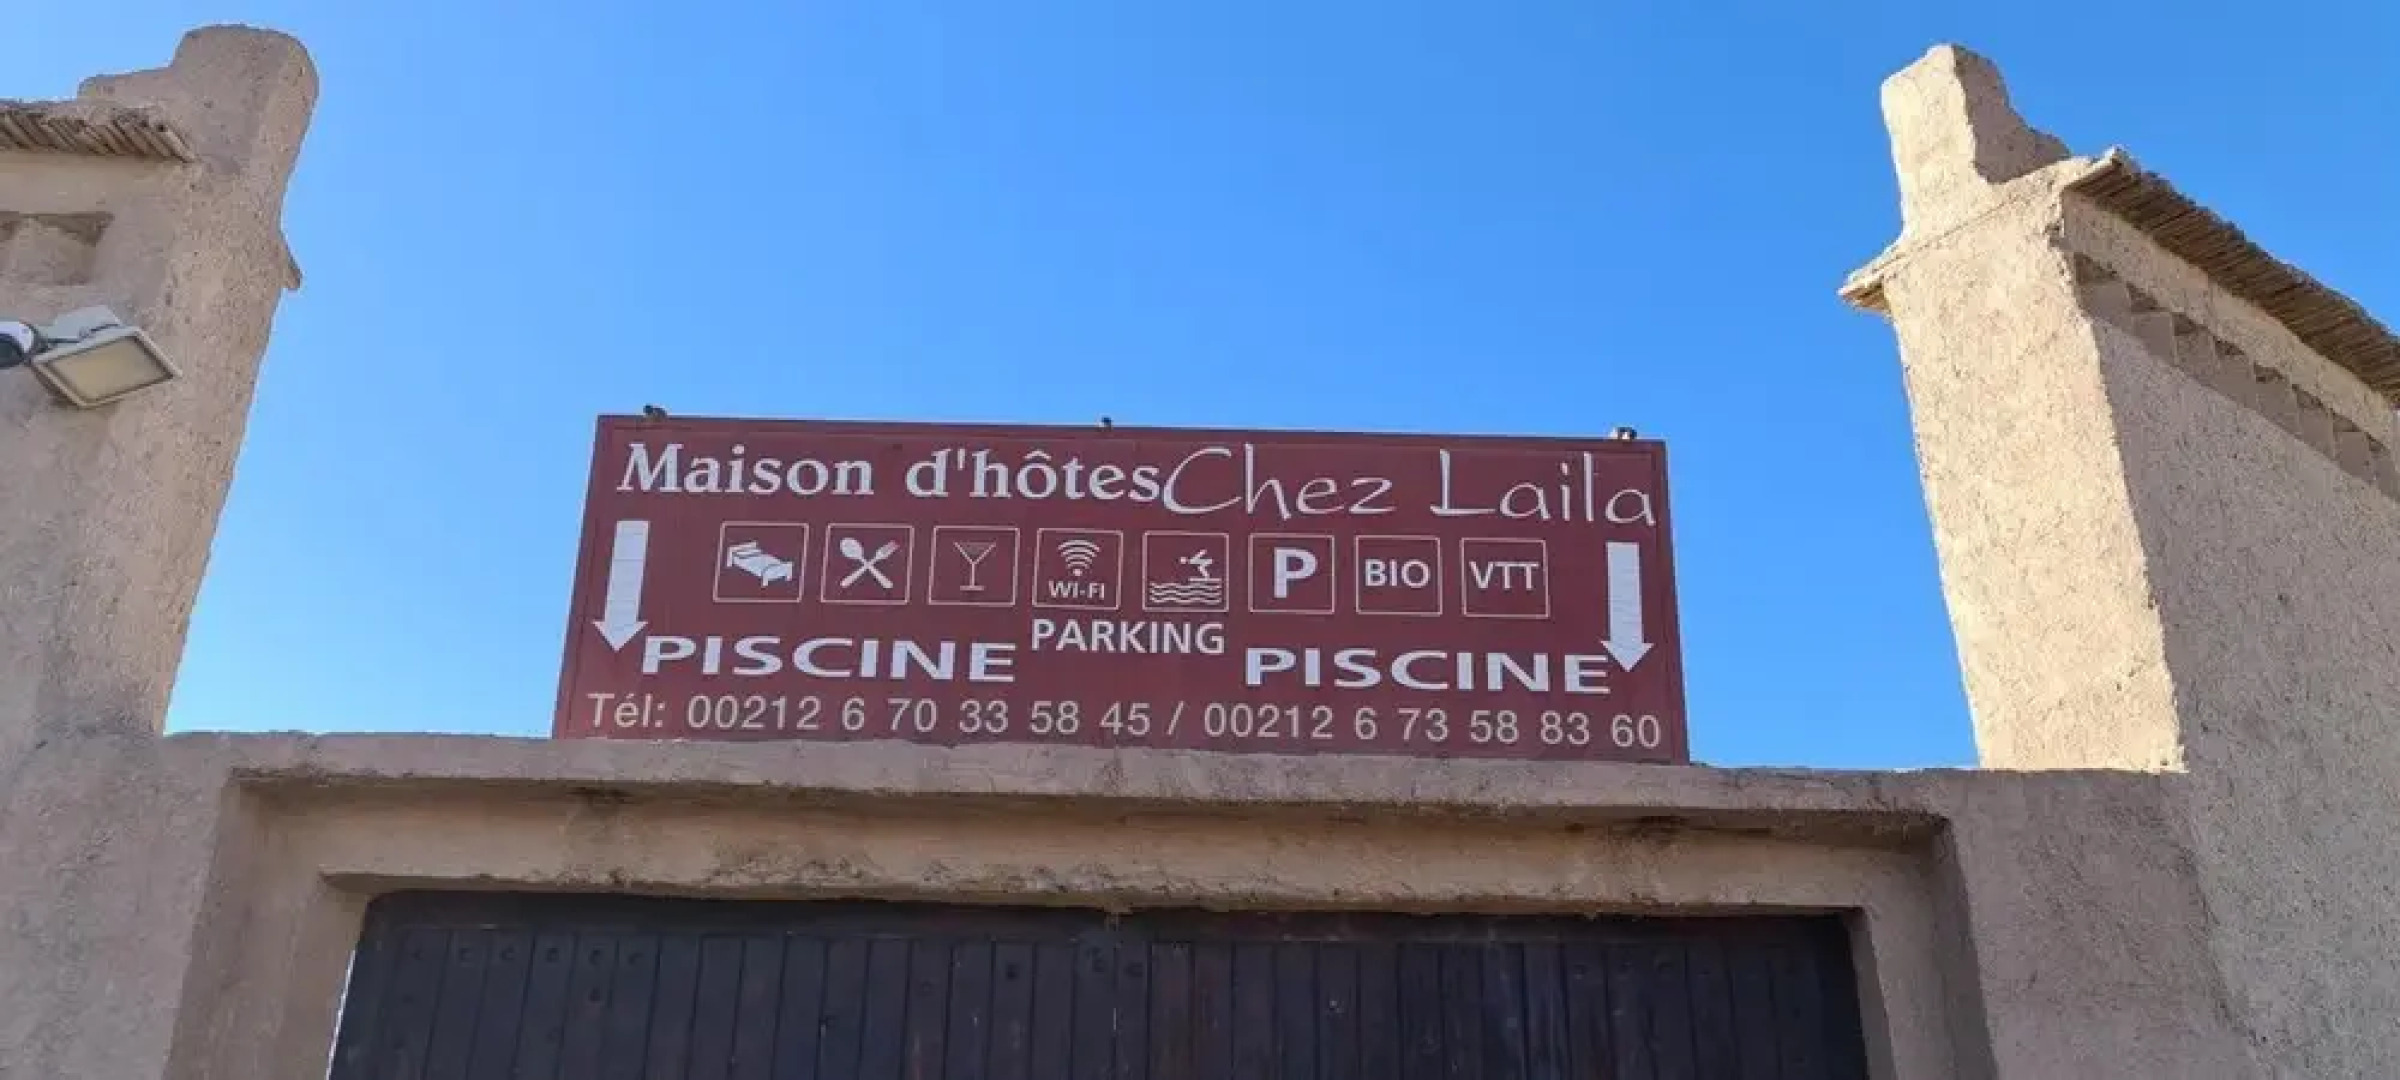 Maison d'hôtes Chez Laila
WI-FI
P
BIO
VTT
PARKING
PISCINE PISCINE
Tél: 00212 6 70 33 58 45 / 00212 6 73 58 83 60